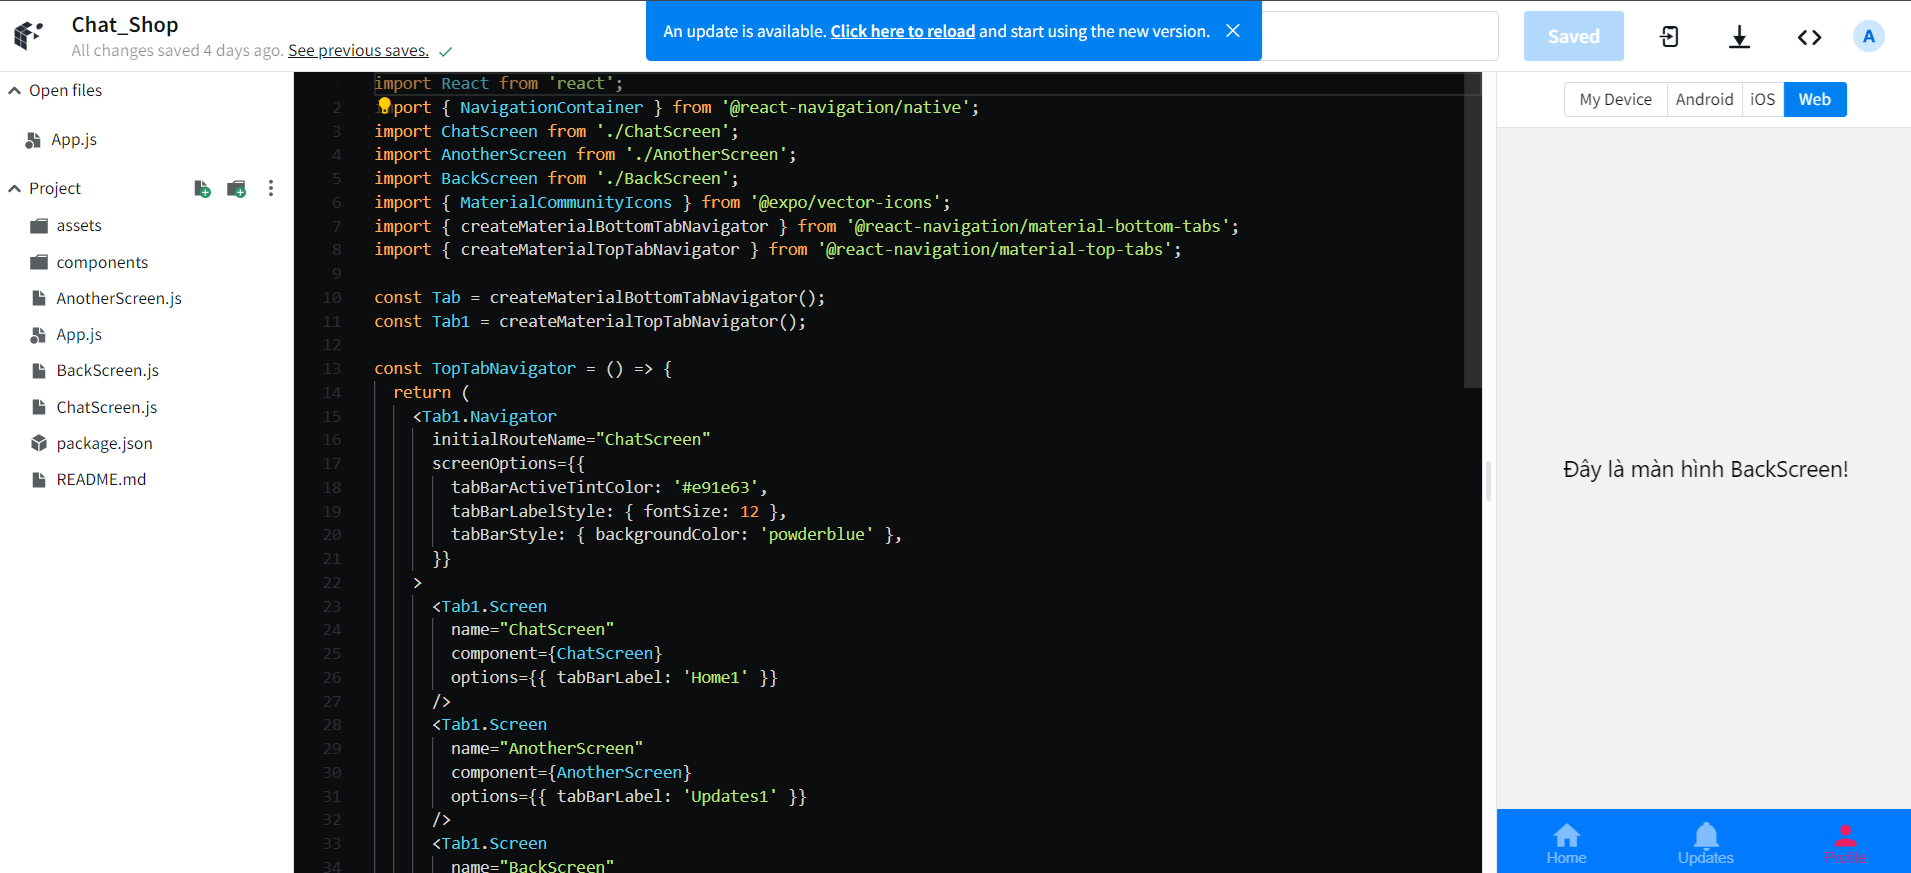 Chat_Shop
All changes saved 4 days ago. See previous saves.
An update is available. Click here to reload and start using the new version.
Saved
A
Open files
App.js
Project
assets
components
AnotherScreen.js
App.js
BackScreen.js
ChatScreen.js
package.json
README.md
import React from 'react';
2 import { NavigationContainer } from '@react-navigation/native';
3 import ChatScreen from './ChatScreen';
4 import AnotherScreen from './AnotherScreen';
5 import BackScreen from './BackScreen';
6 import { MaterialCommunityIcons } from '@expo/vector-icons';
7 import { createMaterialBottomTabNavigator } from '@react-navigation/material-bottom-tabs';
8 import { createMaterialTopTabNavigator } from '@react-navigation/material-top-tabs';
9
10 const Tab = createMaterialBottomTabNavigator();
11 const Tab1 = createMaterialTopTabNavigator();
12
13 const TopTabNavigator = () => {
14 return (
15 <Tab1.Navigator
16 initialRouteName="ChatScreen"
17 screenOptions={{
18 tabBarActiveTintColor: '#e91e63',
19 tabBarLabelStyle: { fontSize: 12 },
20 tabBarStyle: { backgroundColor: 'powderblue' },
21 }}
22 >
23 <Tab1.Screen
24 name="ChatScreen"
25 component={ChatScreen}
26 options={{ tabBarLabel: 'Home1' }}
27 />
28 <Tab1.Screen
29 name="AnotherScreen"
30 component={AnotherScreen}
31 options={{ tabBarLabel: 'Updates1' }}
32 />
33 <Tab1.Screen
34 name="BackScreen"
My Device
Android
iOS
Web
Đây là màn hình BackScreen!
Home
Updates
Profile